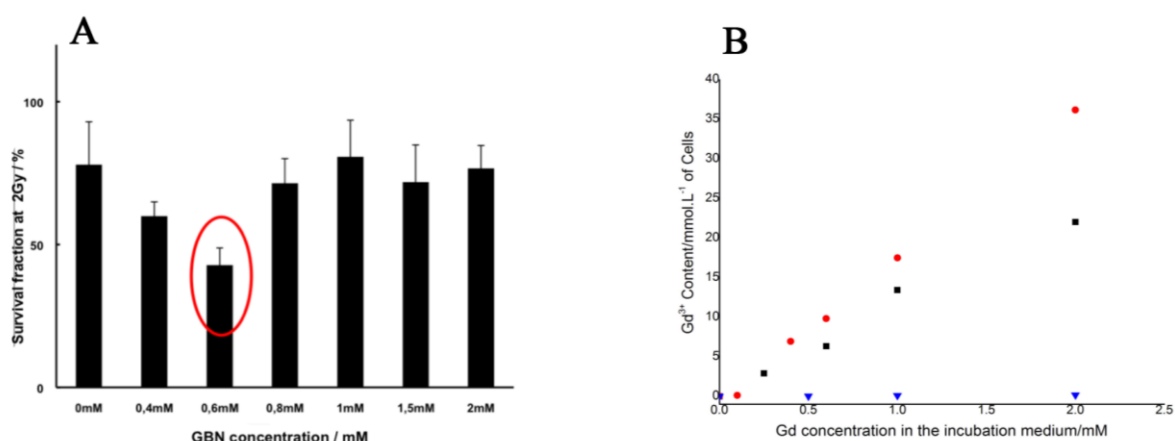 A
Survival fraction at 2Gy / %
100
50
0
0mM 0,4mM 0,6mM 0,8mM 1mM 1,5mM 2mM
GBN concentration / mM
B
Gd³⁺ Content/mmol.L⁻¹ of Cells
40
35
30
25
20
15
10
5
0
0.0 0.5 1.0 1.5 2.0 2.5
Gd concentration in the incubation medium/mM